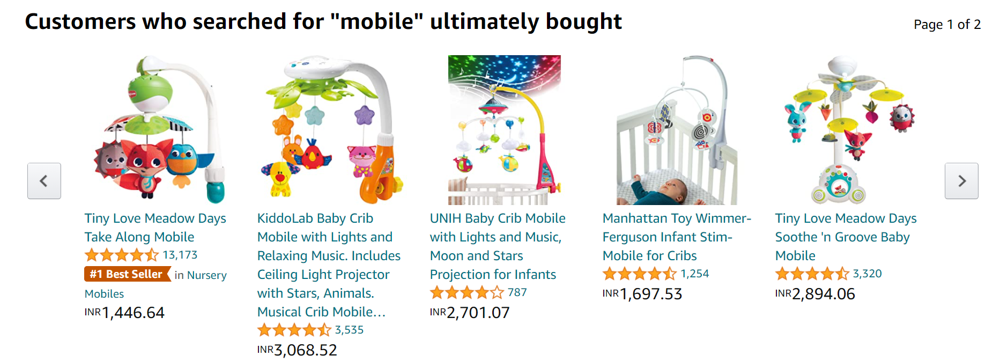 Customers who searched for "mobile" ultimately bought
Page 1 of 2
Tiny Love Meadow Days
Take Along Mobile
13,173
#1 Best Seller in Nursery
Mobiles
INR1,446.64
KiddoLab Baby Crib
Mobile with Lights and
Relaxing Music. Includes
Ceiling Light Projector
with Stars, Animals.
Musical Crib Mobile…
3,535
INR3,068.52
UNIH Baby Crib Mobile
with Lights and Music,
Moon and Stars
Projection for Infants
787
INR2,701.07
Manhattan Toy Wimmer-
Ferguson Infant Stim-
Mobile for Cribs
1,254
INR1,697.53
Tiny Love Meadow Days
Soothe 'n Groove Baby
Mobile
3,320
INR2,894.06